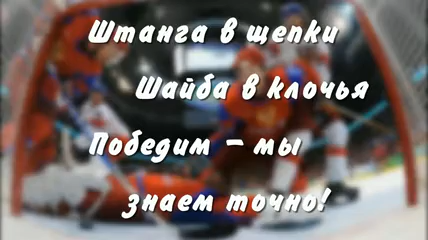 Штанга в щепки
Шайба в клочья
Победим – мы
знаем точно!